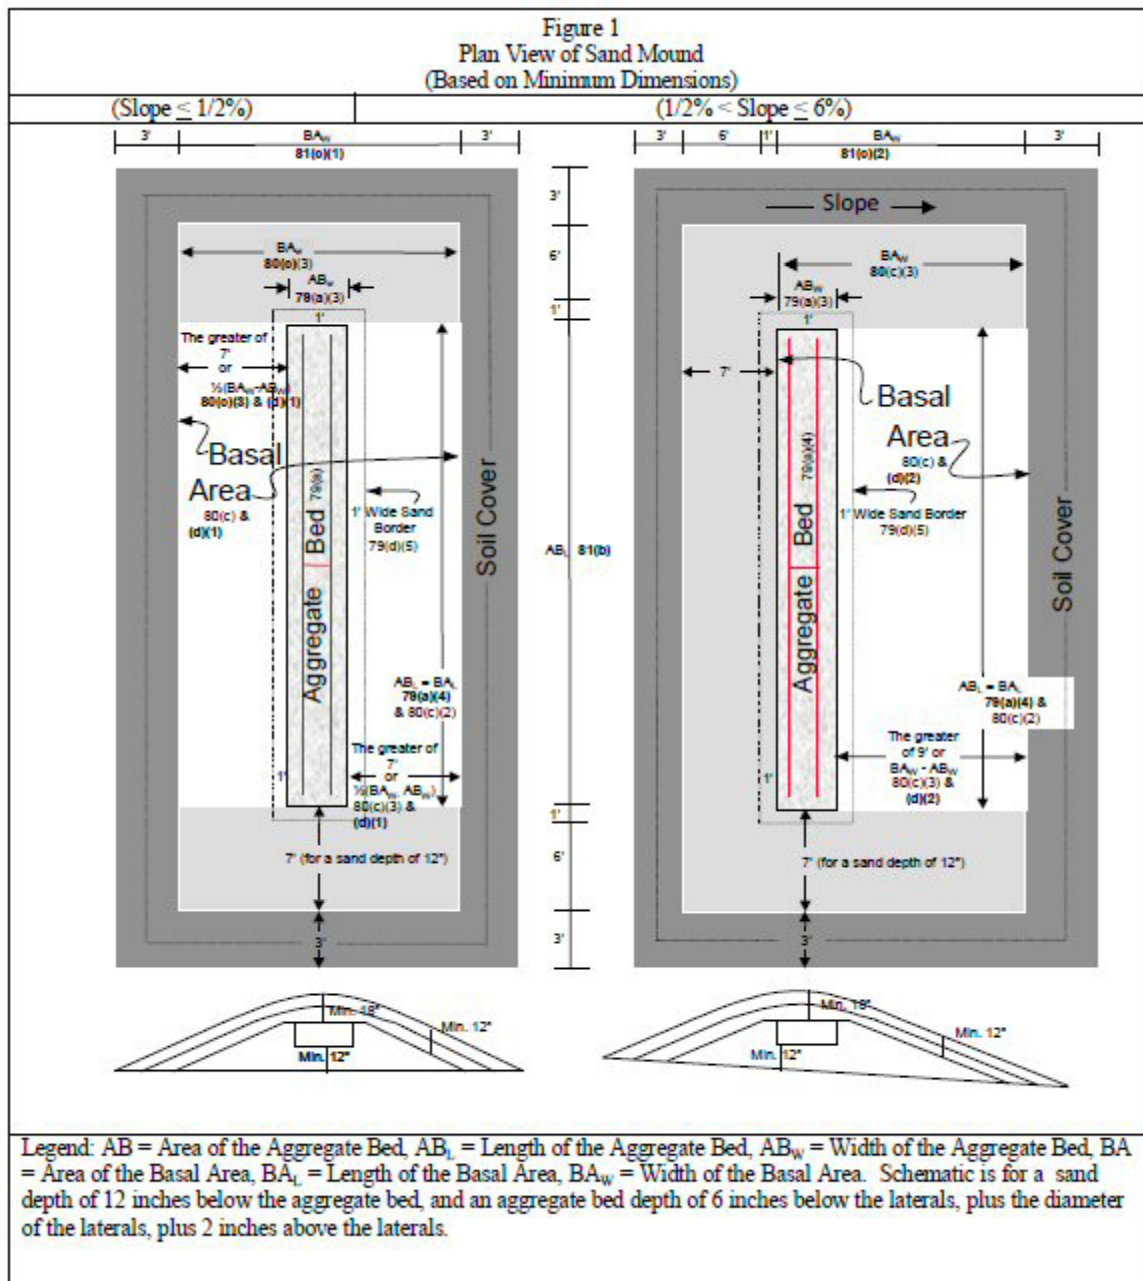 Figure 1
Plan View of Sand Mound
(Based on Minimum Dimensions)
(Slope ≤ 1/2%)
(1/2% < Slope ≤ 6%)
3'
BAW
81(o)(1)
3'
3'
6'
1'
BAW
81(o)(2)
3'
BAW
80(o)(3)
ABW
79(a)(3)
1'
The greater of
7'
or
½(BAW-ABW)
80(o)(3) & (d)(1)
Basal
Area
80(c) &
(d)(1)
79(a)
Aggregate Bed
1' Wide Sand
Border
79(d)(5)
Soil Cover
ABL = BAL
79(a)(4)
& 80(c)(2)
The greater of
7'
or
½(BAW. ABW)
80(c)(3) &
(d)(1)
1'
7' (for a sand depth of 12")
3'
3'
6'
1'
ABL 81(b)
1'
6'
3'
Slope
BAW
80(c)(3)
ABW
79(a)(3)
1'
7'
Basal
Area
80(c) &
(d)(2)
79(a)(4)
Aggregate Bed
1' Wide Sand Border
79(d)(5)
Soil Cover
ABL = BAL
79(a)(4) &
80(c)(2)
The greater
of 9' or
BAW - ABW
80(c)(3) &
(d)(2)
1'
7' (for a sand depth of 12")
3'
Min. 18"
Min. 12"
Min. 12"
Min. 18"
Min. 12"
Min. 12"
Legend: AB = Area of the Aggregate Bed, ABL = Length of the Aggregate Bed, ABW = Width of the Aggregate Bed, BA
= Area of the Basal Area, BAL = Length of the Basal Area, BAW = Width of the Basal Area. Schematic is for a sand
depth of 12 inches below the aggregate bed, and an aggregate bed depth of 6 inches below the laterals, plus the diameter
of the laterals, plus 2 inches above the laterals.